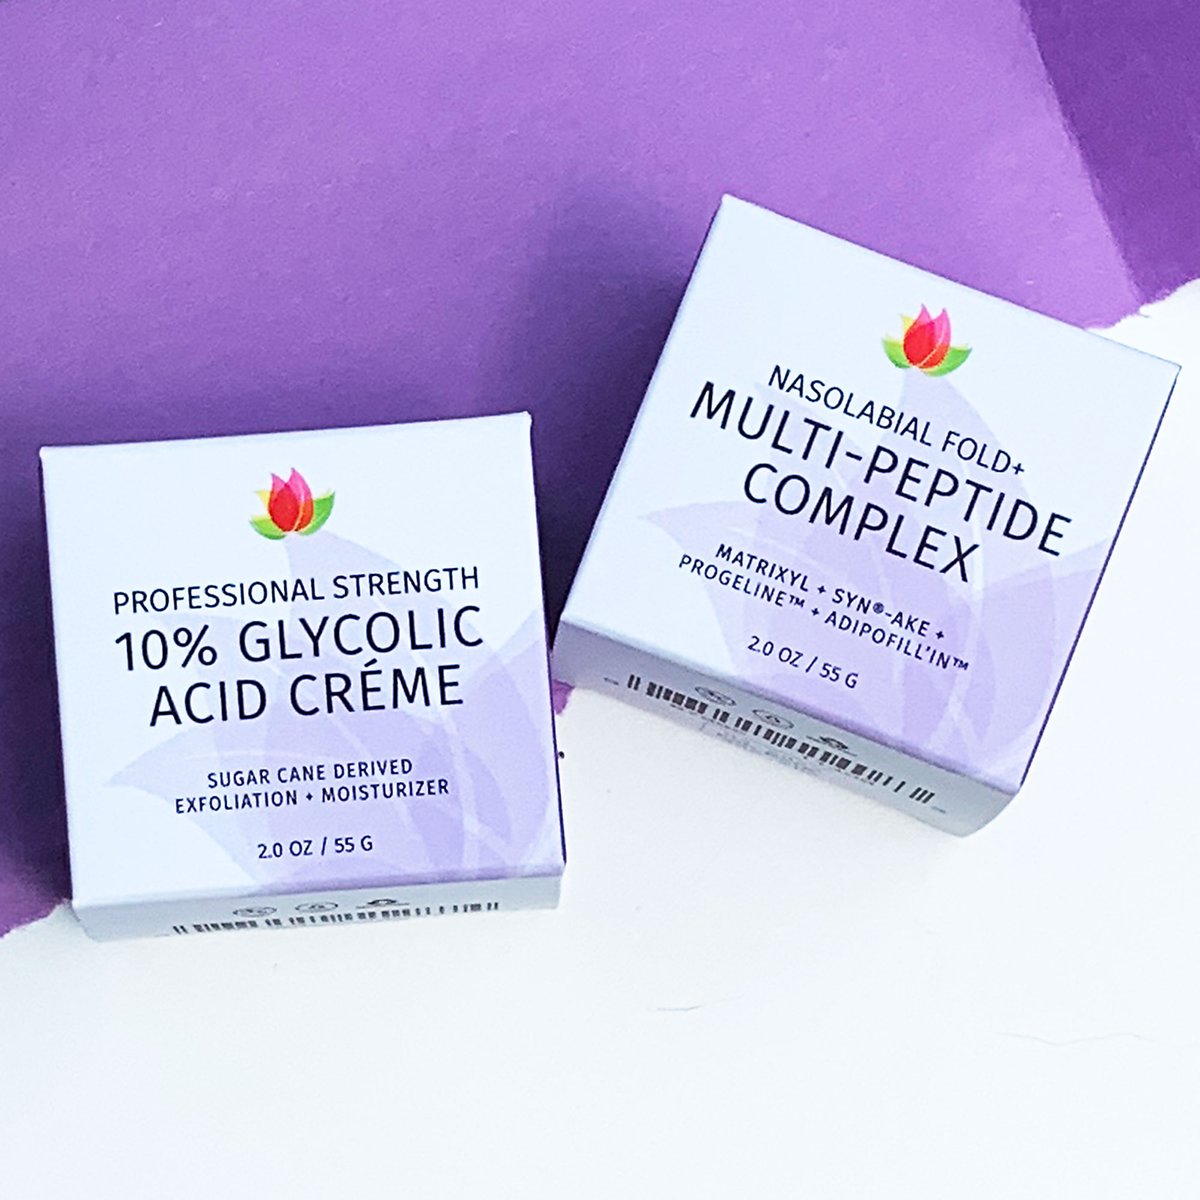 PROFESSIONAL STRENGTH
10% GLYCOLIC
ACID CRÉME
SUGAR CANE DERIVED
EXFOLIATION + MOISTURIZER
2.0 OZ / 55 G
NASOLABIAL FOLD+
MULTI-PEPTIDE
COMPLEX
MATRIXYL + SYN®-AKE +
PROGELINE™ + ADIPOFILL'IN™
2.0 OZ / 55 G